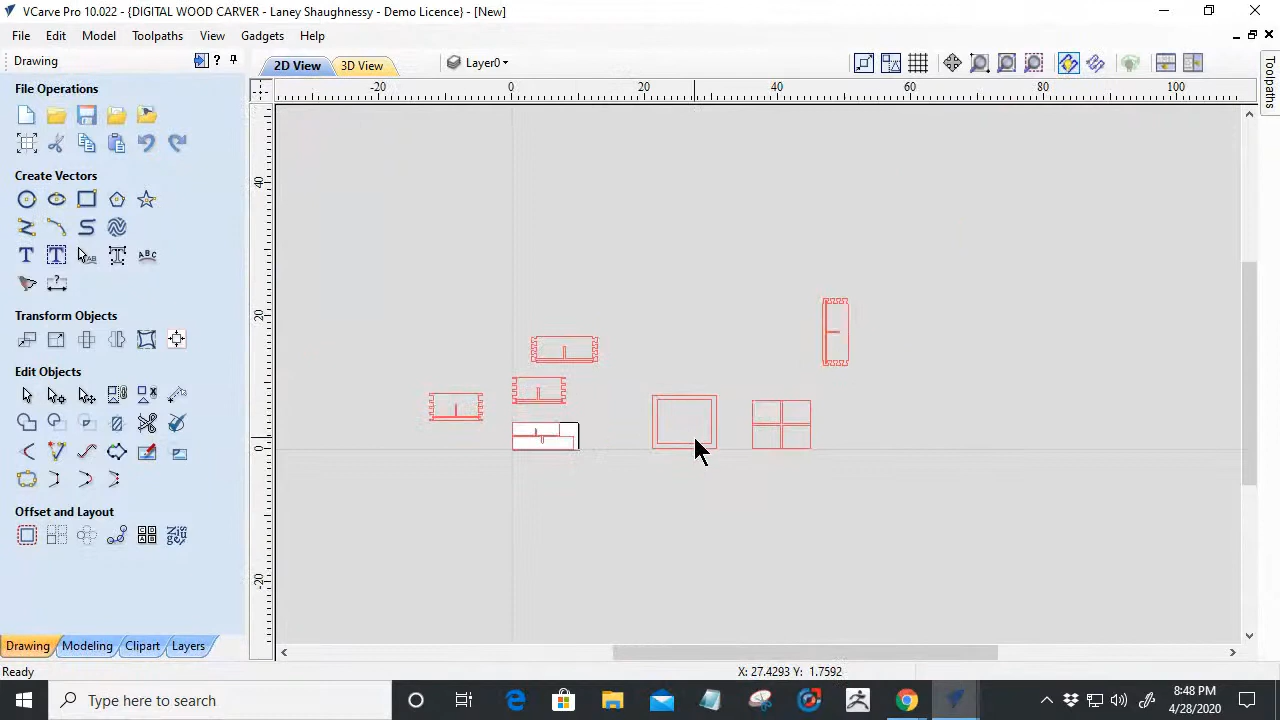 VCarve Pro 10.022 - {DIGITAL WOOD CARVER - Laney Shaughnessy - Demo Licence} - [New]
File Edit Model Toolpaths View Gadgets Help
Drawing
2D View 3D View Layer0
Toolpaths
File Operations
-20 0 20 40 60 80 100
Create Vectors
40
Transform Objects
20
Edit Objects
0
Offset and Layout
-20
Drawing Modeling Clipart Layers
Ready X: 27.4293 Y: 1.7592
Type here to search
8:48 PM
4/28/2020